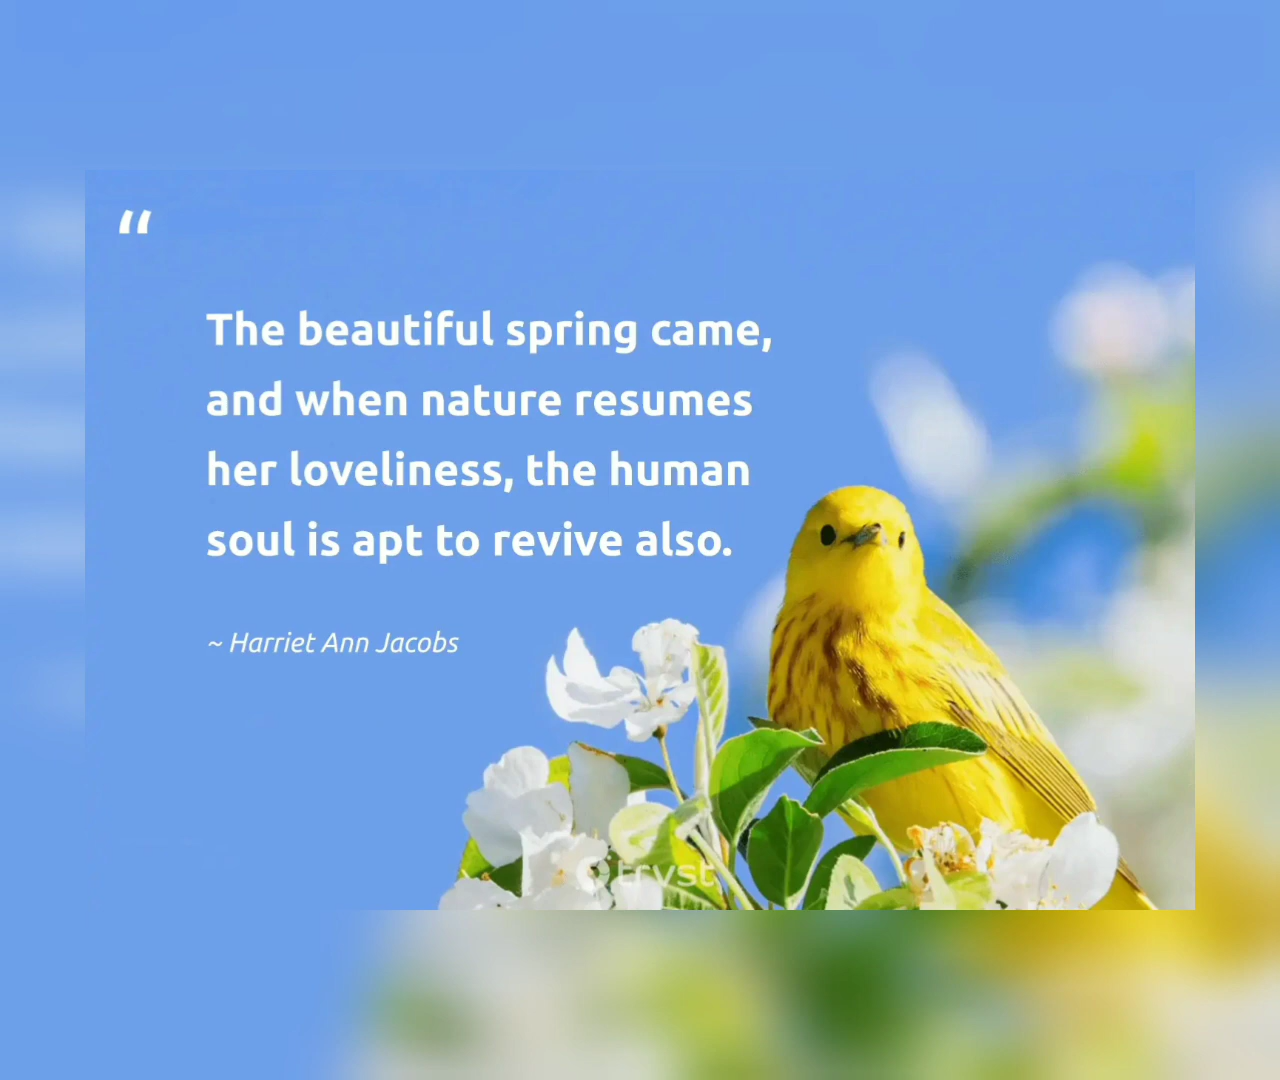 “
The beautiful spring came,
and when nature resumes
her loveliness, the human
soul is apt to revive also.
~ Harriet Ann Jacobs
tryst